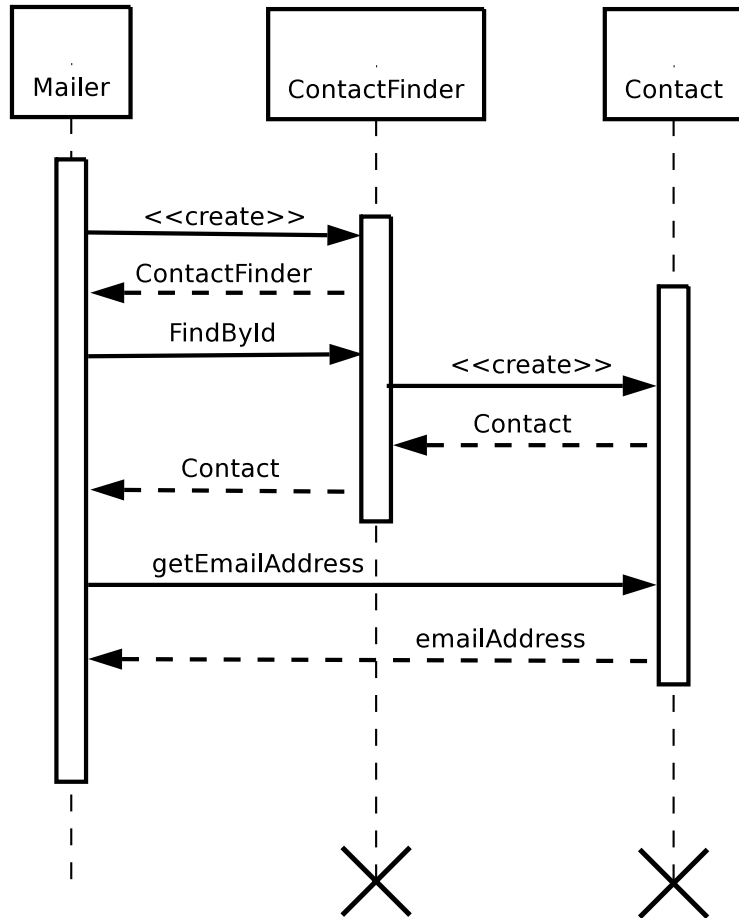 Mailer
ContactFinder
Contact
<<create>>
ContactFinder
FindById
<<create>>
Contact
Contact
getEmailAddress
emailAddress